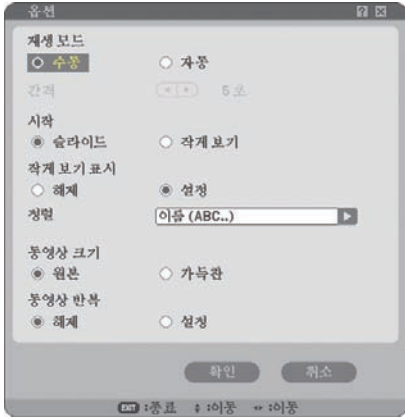 옵션
재생 모드
수동 자동
간격 5 초
시작
슬라이드 작게 보기
작게 보기 표시
해제 설정
정렬 이름 (ABC..)
동영상 크기
원본 가득찬
동영상 반복
해제 설정
확인 취소
EXIT :종료 :이동 :이동